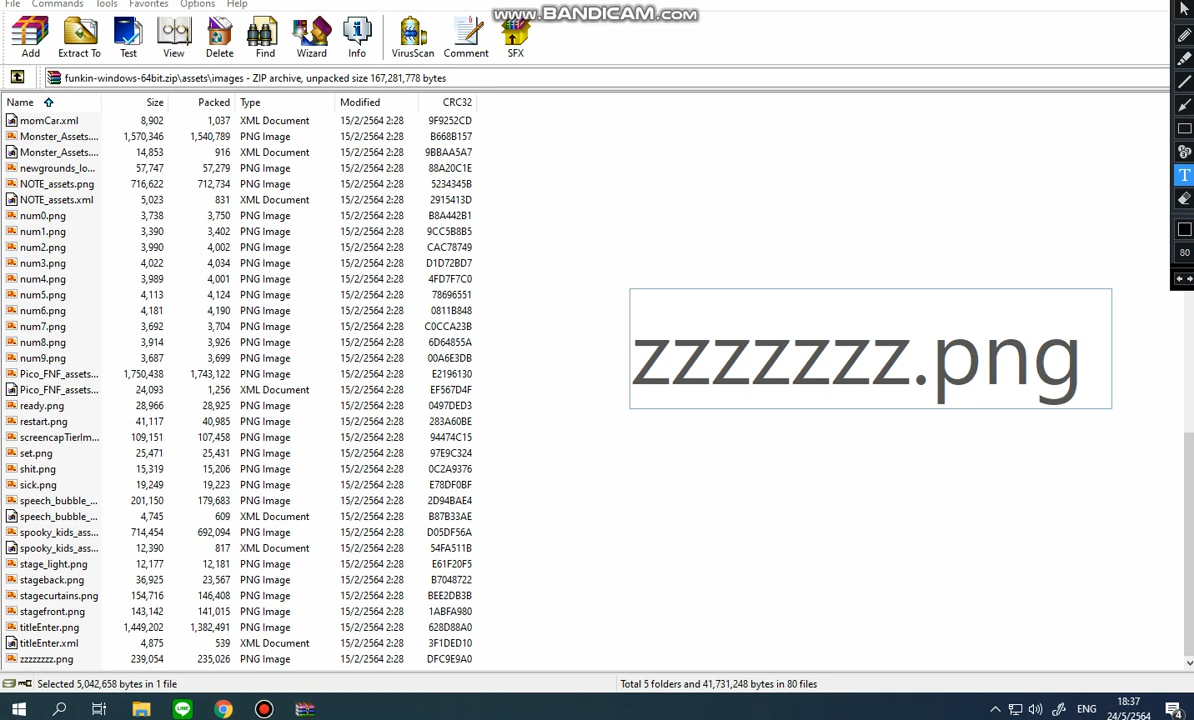 File Commands Tools Favorites Options Help
www.BANDICAM.com
Add Extract To Test View Delete Find Wizard Info VirusScan Comment SFX
funkin-windows-64bit.zip\assets\images - ZIP archive, unpacked size 167,281,778 bytes
Name Size Packed Type Modified CRC32
momCar.xml 8,902 1,037 XML Document 15/2/2564 2:28 9F9252CD
Monster_Assets.... 1,570,346 1,540,789 PNG Image 15/2/2564 2:28 B668B157
Monster_Assets.... 14,853 916 XML Document 15/2/2564 2:28 9BBAA5A7
newgrounds_lo... 57,747 57,279 PNG Image 15/2/2564 2:28 88A20C1E
NOTE_assets.png 716,622 712,734 PNG Image 15/2/2564 2:28 5234345B
NOTE_assets.xml 5,023 831 XML Document 15/2/2564 2:28 2915413D
num0.png 3,738 3,750 PNG Image 15/2/2564 2:28 B8A442B1
num1.png 3,390 3,402 PNG Image 15/2/2564 2:28 9CC5B8B5
num2.png 3,990 4,002 PNG Image 15/2/2564 2:28 CAC78749
num3.png 4,022 4,034 PNG Image 15/2/2564 2:28 D1D72BD7
num4.png 3,989 4,001 PNG Image 15/2/2564 2:28 4FD7F7C0
num5.png 4,113 4,124 PNG Image 15/2/2564 2:28 78696551
num6.png 4,181 4,190 PNG Image 15/2/2564 2:28 0811B848
num7.png 3,692 3,704 PNG Image 15/2/2564 2:28 C0CCA23B
num8.png 3,914 3,926 PNG Image 15/2/2564 2:28 6D64855A
num9.png 3,687 3,699 PNG Image 15/2/2564 2:28 00A6E3DB
Pico_FNF_assets... 1,750,438 1,743,122 PNG Image 15/2/2564 2:28 E2196130
Pico_FNF_assets... 24,093 1,256 XML Document 15/2/2564 2:28 EF567D4F
ready.png 28,966 28,925 PNG Image 15/2/2564 2:28 0497DED3
restart.png 41,117 40,985 PNG Image 15/2/2564 2:28 283A60BE
screencapTierIm... 109,151 107,458 PNG Image 15/2/2564 2:28 94474C15
set.png 25,471 25,431 PNG Image 15/2/2564 2:28 97E9C324
shit.png 15,319 15,206 PNG Image 15/2/2564 2:28 0C2A9376
sick.png 19,249 19,223 PNG Image 15/2/2564 2:28 E78DF0BF
speech_bubble_... 201,150 179,683 PNG Image 15/2/2564 2:28 2D94BAE4
speech_bubble_... 4,745 609 XML Document 15/2/2564 2:28 B87B33AE
spooky_kids_ass... 714,454 692,094 PNG Image 15/2/2564 2:28 D05DF56A
spooky_kids_ass... 12,390 817 XML Document 15/2/2564 2:28 54FA511B
stage_light.png 12,177 12,181 PNG Image 15/2/2564 2:28 E61F20F5
stageback.png 36,925 23,567 PNG Image 15/2/2564 2:28 B7048722
stagecurtains.png 154,716 146,408 PNG Image 15/2/2564 2:28 BEE2DB3B
stagefront.png 143,142 141,015 PNG Image 15/2/2564 2:28 1ABFA980
titleEnter.png 1,449,202 1,382,491 PNG Image 15/2/2564 2:28 628D88A0
titleEnter.xml 4,875 539 XML Document 15/2/2564 2:28 3F1DED10
zzzzzzzz.png 239,054 235,026 PNG Image 15/2/2564 2:28 DFC9E9A0
zzzzzzz.png
T
80
Selected 5,042,658 bytes in 1 file Total 5 folders and 41,731,248 bytes in 80 files
LINE ENG 18:37
24/5/2564 4